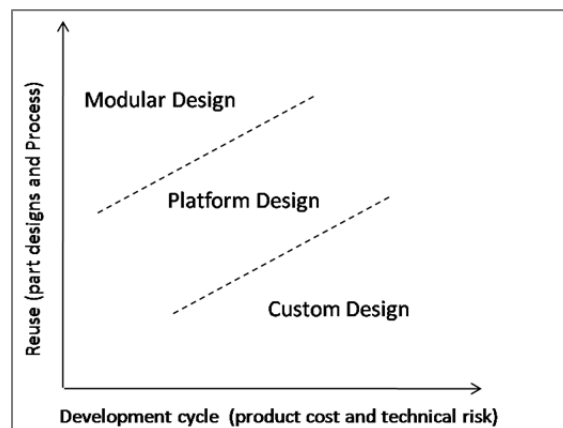 Reuse (part designs and Process)
Modular Design
Platform Design
Custom Design
Development cycle (product cost and technical risk)